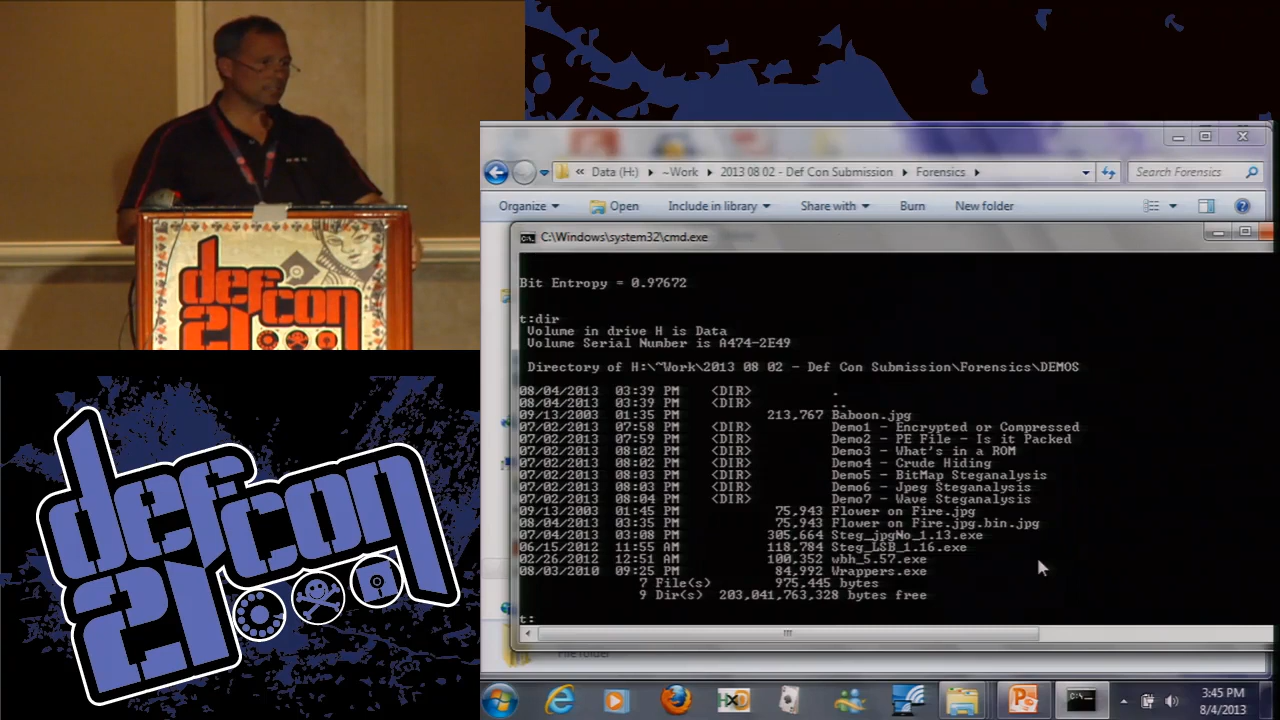 defcon
21
defcon
21
« Data (H:) ▸ ~Work ▸ 2013 08 02 - Def Con Submission ▸ Forensics ▸
Search Forensics
Organize
Open
Include in library
Share with
Burn
New folder
C:\Windows\system32\cmd.exe
Bit Entropy = 0.97672
t:dir
Volume in drive H is Data
Volume Serial Number is A474-2E49
Directory of H:\~Work\2013 08 02 - Def Con Submission\Forensics\DEMOS
08/04/2013 03:39 PM <DIR> .
08/04/2013 03:39 PM <DIR> ..
09/13/2003 01:35 PM 213,767 Baboon.jpg
07/02/2013 07:58 PM <DIR> Demo1 - Encrypted or Compressed
07/02/2013 07:59 PM <DIR> Demo2 - PE File - Is it Packed
07/02/2013 08:02 PM <DIR> Demo3 - What's in a ROM
07/02/2013 08:02 PM <DIR> Demo4 - Crude Hiding
07/02/2013 08:03 PM <DIR> Demo5 - BitMap Steganalysis
07/02/2013 08:03 PM <DIR> Demo6 - Jpeg Steganalysis
07/02/2013 08:04 PM <DIR> Demo7 - Wave Steganalysis
09/13/2003 01:45 PM 75,943 Flower on Fire.jpg
08/04/2013 03:35 PM 75,943 Flower on Fire.jpg.bin.jpg
07/04/2013 03:08 PM 305,664 Steg_jpgNo_1.13.exe
06/15/2012 11:55 AM 118,784 Steg_LSB_1.16.exe
02/26/2012 12:51 AM 100,352 wbh_5.57.exe
08/03/2010 09:25 PM 84,992 Wrappers.exe
7 File(s) 975,445 bytes
9 Dir(s) 203,041,763,328 bytes free
t:
File folder
3:45 PM
8/4/2013